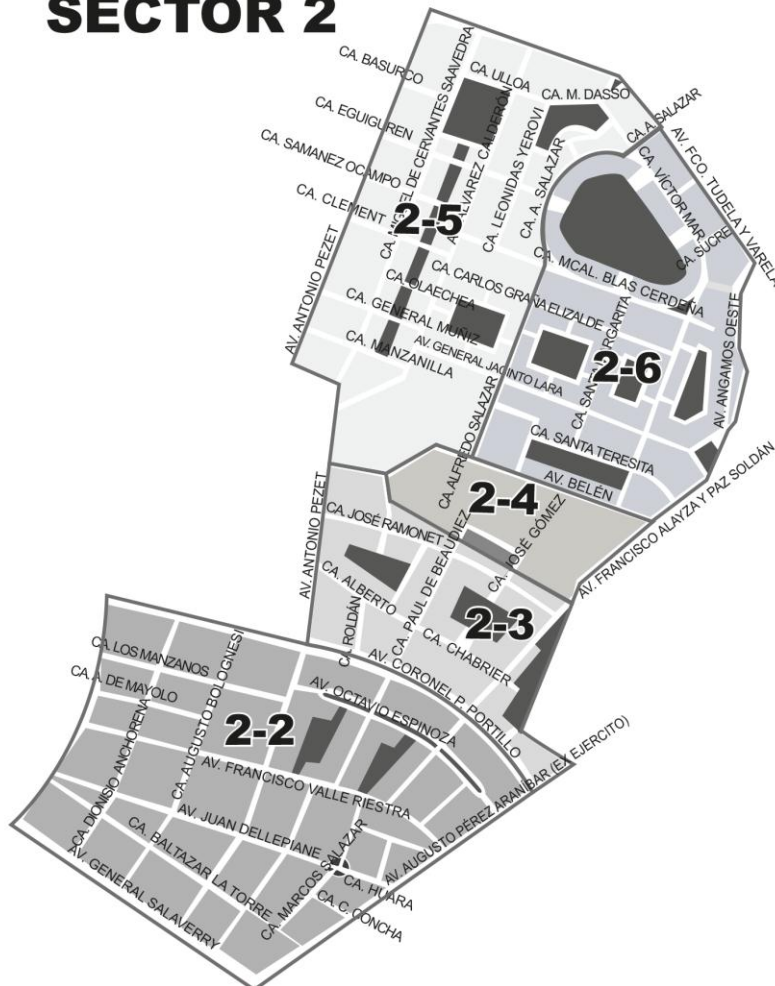 SECTOR 2
CA. BASURCO
CA. ULLOA
CA. M. DASSO
CA. EGUIGUREN
CA. MIGUEL DE CERVANTES SAAVEDRA
CA. A. SALAZAR
CA. SAMANEZ OCAMPO
CA. LEONIDAS YEROVI
CA. A. SALAZAR
AV. FCO. TUDELA Y VARELA
CA. CLEMENT
2-5
CA. SUCRE
AV. ANTONIO PEZET
CA. OLAECHEA
CA. CARLOS GRAÑA ELIZALDE
CA. MCAL. BLAS CERDEÑA
CA. GENERAL MUÑIZ
CA. MANZANILLA
AV. GENERAL JACINTO LARA
2-6
AV. ANGAMOS OESTE
CA. SANTA TERESITA
AV. BELÉN
CA. ALFREDO SALAZAR
2-4
AV. ANTONIO PEZET
CA. JOSÉ RAMONET
CA. JOSÉ GÓMEZ
AV. FRANCISCO ALAYZA Y PAZ SOLDÁN
CA. ALBERTO
CA. PAUL DE BEAUDIEZ
2-3
CA. ROLDÁN
CA. CHABRIER
AV. CORONEL P. PORTILLO
CA. LOS MANZANOS
CA. A. DE MAYOLO
CA. AUGUSTO BOLOGNESI
AV. OCTAVIO ESPINOZA
2-2
CA. DIONISIO ANCHORENA
AV. FRANCISCO VALLE RIESTRA
AV. AUGUSTO PÉREZ ARANÍBAR (EX EJERCITO)
AV. JUAN DELLEPIANE
CA. BALTAZAR LA TORRE
CA. MARCOS SALAZAR
CA. HUARA
CA. C. CONCHA
AV. GENERAL SALAVERRY